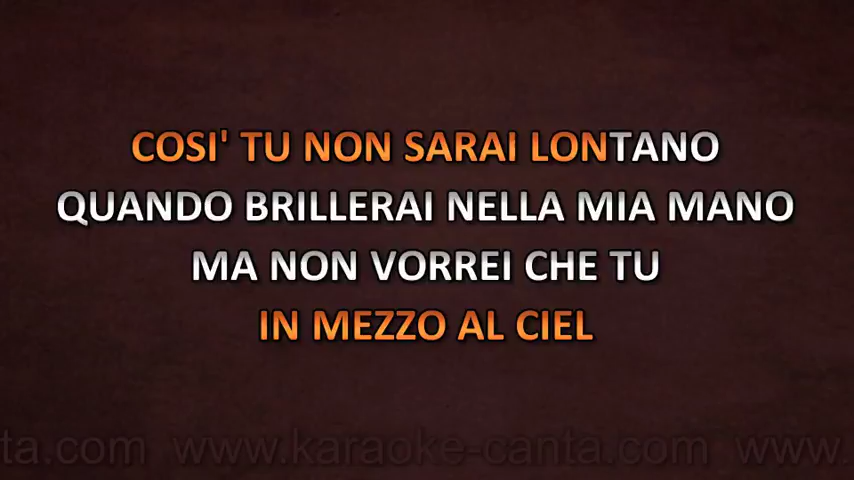 COSI' TU NON SARAI LONTANO
QUANDO BRILLERAI NELLA MIA MANO
MA NON VORREI CHE TU
IN MEZZO AL CIEL
ta.com www.karaoke-canta.com www